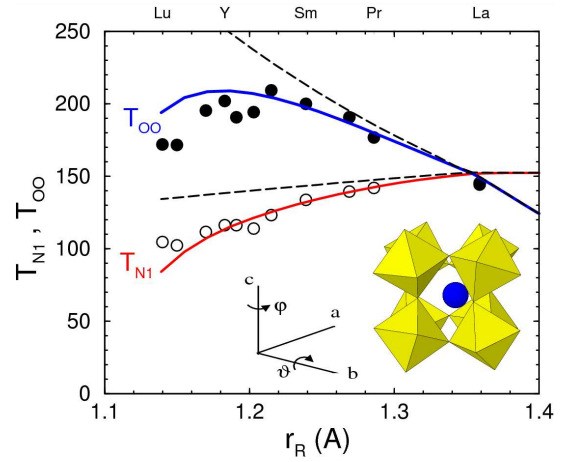 Lu Y Sm Pr La
250
200
150
100
50
0
T_N1 , T_OO
T_OO
T_N1
c
φ
a
ϑ
b
1.1 1.2 1.3 1.4
r_R (A)